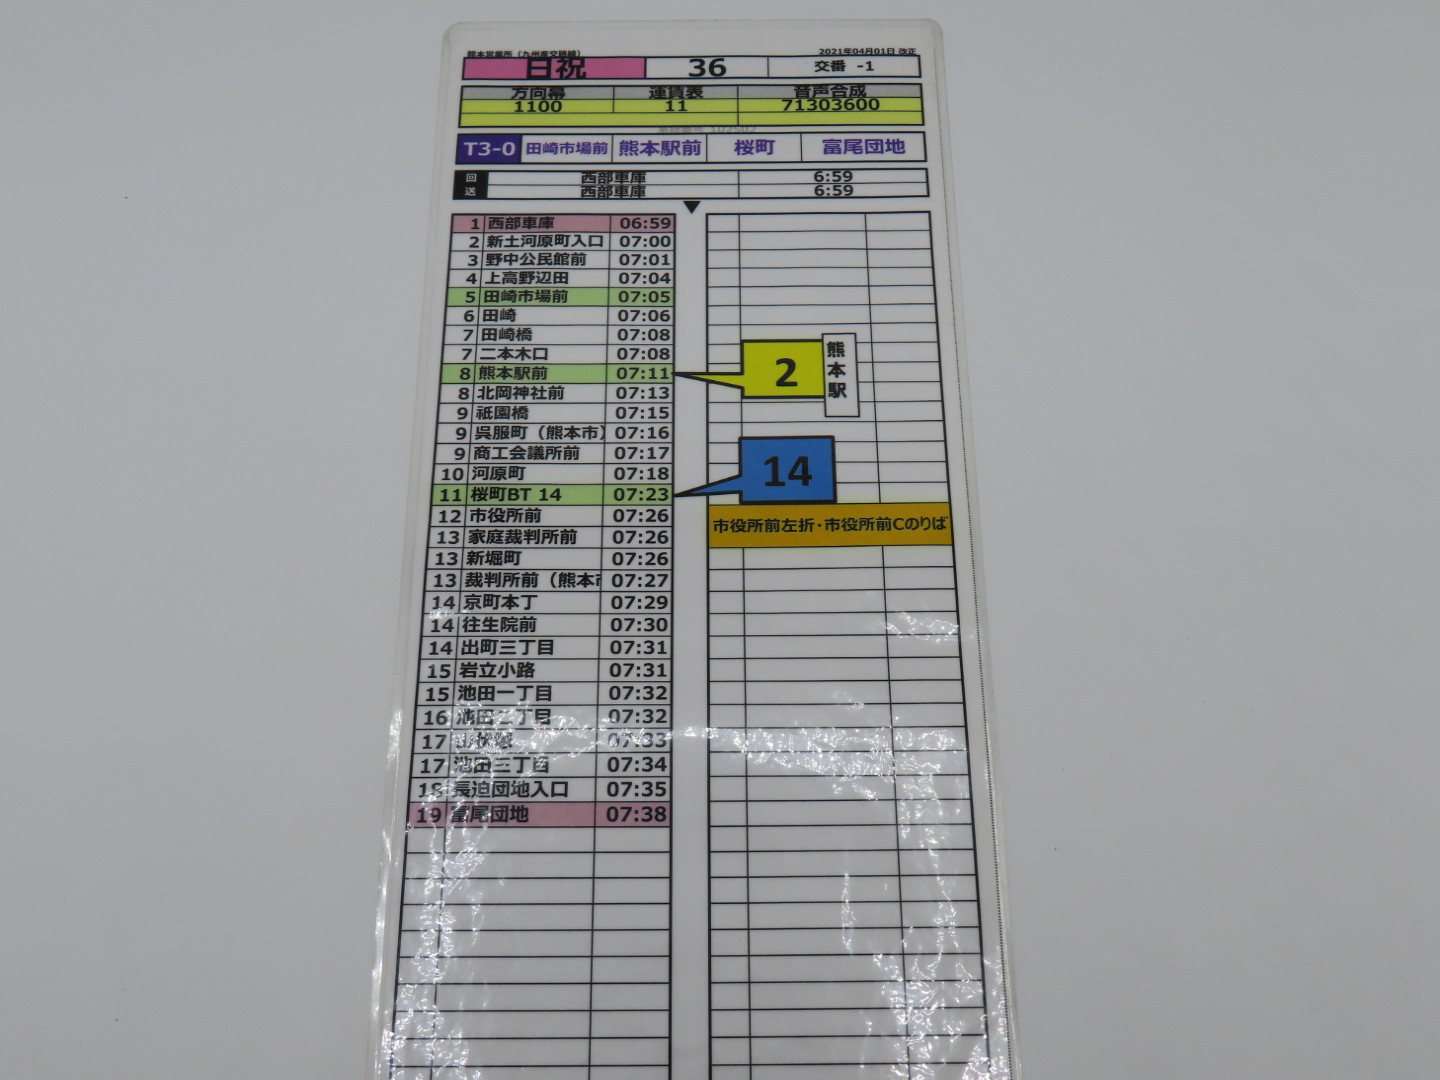 熊本営業所（九州産交路線）
2021年04月01日 改正
日祝 36 交番 -1
方向幕 運賃表 音声合成
1100 11 71303600
T3-0 田崎市場前 熊本駅前 桜町 富尾団地
回送
西部車庫 6:59
西部車庫 6:59
▼
1 西部車庫 06:59
2 新土河原町入口 07:00
3 野中公民館前 07:01
4 上高野辺田 07:04
5 田崎市場前 07:05
6 田崎 07:06
7 田崎橋 07:08
7 二本木口 07:08
8 熊本駅前 07:11
8 北岡神社前 07:13
9 祇園橋 07:15
9 呉服町（熊本市） 07:16
9 商工会議所前 07:17
10 河原町 07:18
11 桜町BT 14 07:23
12 市役所前 07:26
13 家庭裁判所前 07:26
13 新堀町 07:26
13 裁判所前（熊本市 07:27
14 京町本丁 07:29
14 往生院前 07:30
14 出町三丁目 07:31
15 岩立小路 07:31
15 池田一丁目 07:32
16 池田二丁目 07:32
17 07:33
17 池田三丁目 07:34
18 長迫団地入口 07:35
19 富尾団地 07:38
2
熊本駅
14
市役所前左折・市役所前Cのりば